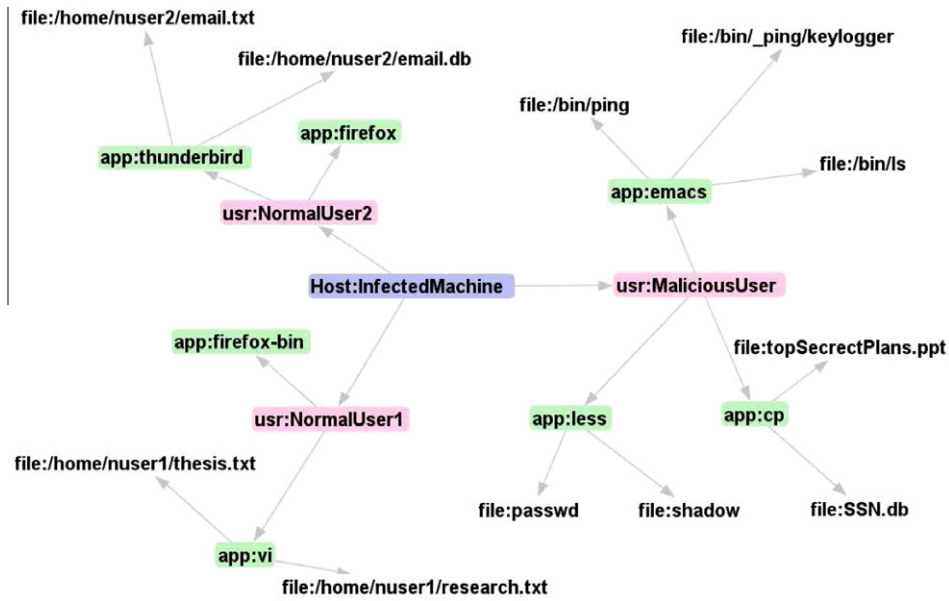 file:/home/nuser2/email.txt
file:/bin/_ping/keylogger
file:/home/nuser2/email.db
file:/bin/ping
app:firefox
app:thunderbird
file:/bin/ls
app:emacs
usr:NormalUser2
Host:InfectedMachine
usr:MaliciousUser
app:firefox-bin
file:topSecrectPlans.ppt
usr:NormalUser1
app:less
app:cp
file:/home/nuser1/thesis.txt
file:passwd
file:shadow
file:SSN.db
app:vi
file:/home/nuser1/research.txt